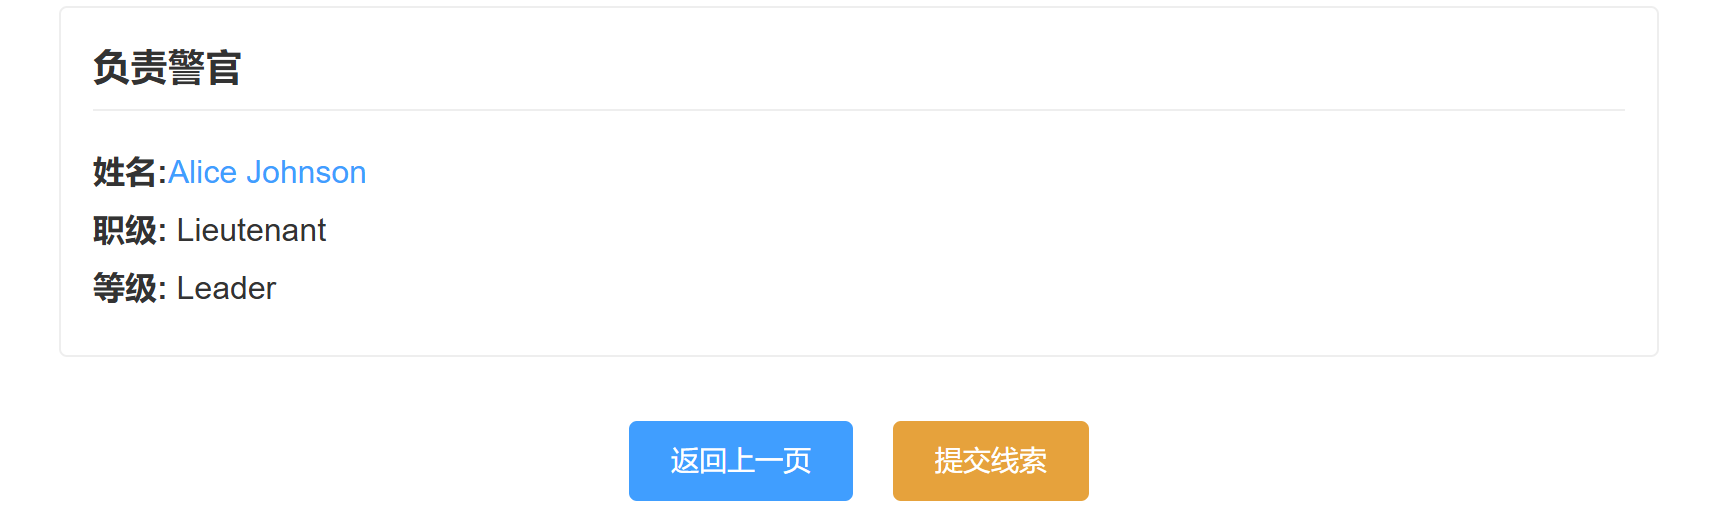 负责警官
姓名:Alice Johnson
职级: Lieutenant
等级: Leader
返回上一页
提交线索